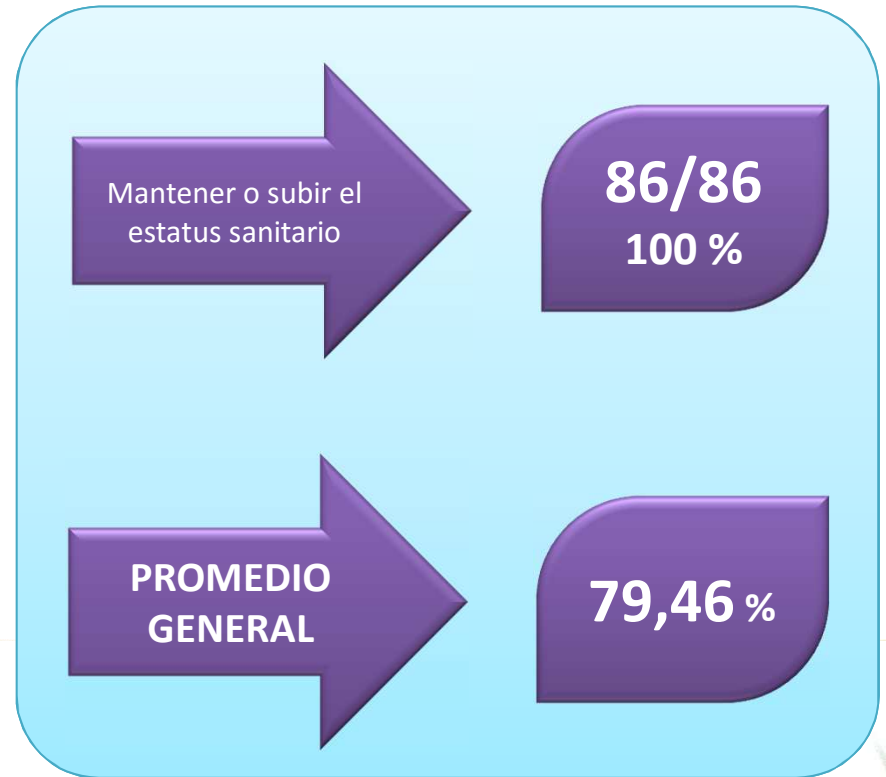 Mantener o subir el
estatus sanitario
86/86
100 %
PROMEDIO
GENERAL
79,46 %